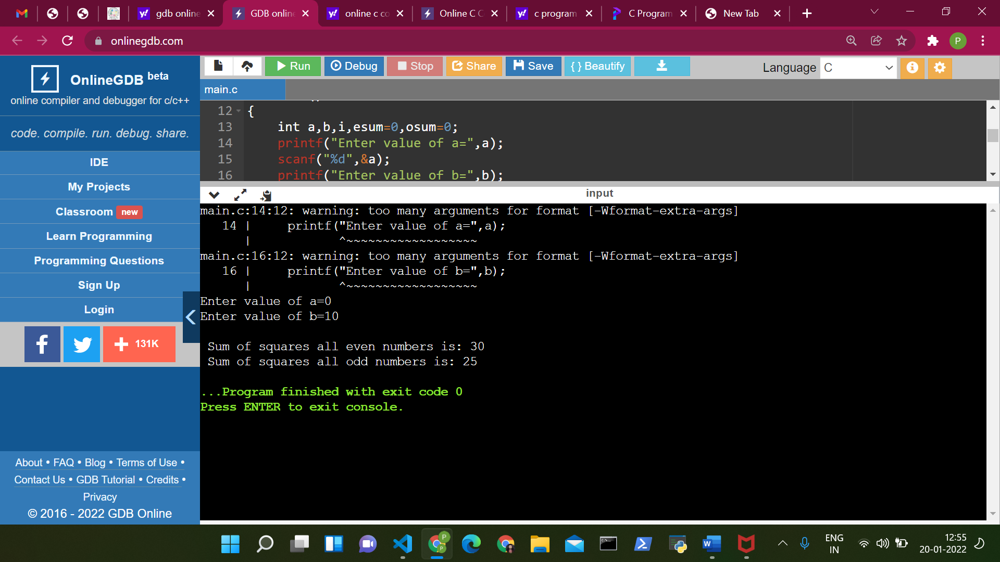 gdb online
GDB online
online c co
Online C C
c program
C Program
New Tab
onlinegdb.com
P
OnlineGDB beta
online compiler and debugger for c/c++
code. compile. run. debug. share.
IDE
My Projects
Classroom new
Learn Programming
Programming Questions
Sign Up
Login
131K
About • FAQ • Blog • Terms of Use •
Contact Us • GDB Tutorial • Credits •
Privacy
© 2016 - 2022 GDB Online
Run Debug Stop Share Save { } Beautify
Language C
main.c
12 {
13 int a,b,i,esum=0,osum=0;
14 printf("Enter value of a=",a);
15 scanf("%d",&a);
16 printf("Enter value of b=",b);
input
main.c:14:12: warning: too many arguments for format [-Wformat-extra-args]
14 | printf("Enter value of a=",a);
| ^~~~~~~~~~~~~~~~~~~
main.c:16:12: warning: too many arguments for format [-Wformat-extra-args]
16 | printf("Enter value of b=",b);
| ^~~~~~~~~~~~~~~~~~~
Enter value of a=0
Enter value of b=10
Sum of squares all even numbers is: 30
Sum of squares all odd numbers is: 25
...Program finished with exit code 0
Press ENTER to exit console.
ENG
IN
12:55
20-01-2022